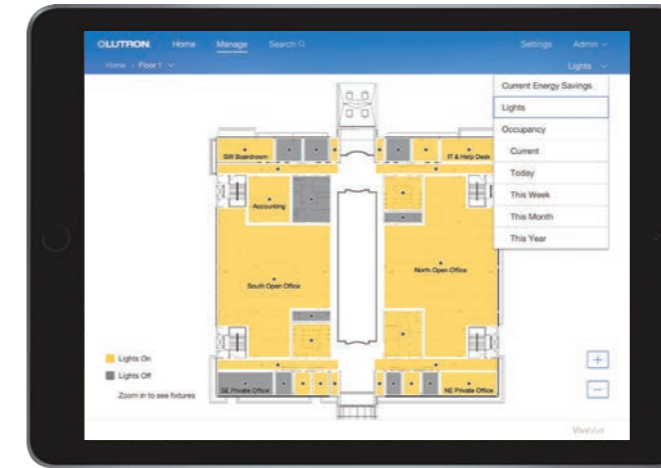 LUTRON Home Manage Search Settings Admin
Home > Floor 1 Lights
Current Energy Savings
Lights
Occupancy
Current
Today
This Week
This Month
This Year
SW Boardroom
IT & Help Desk
Accounting
South Open Office
North Open Office
Lights On
Lights Off
Zoom in to see fixtures
SE Private Office
NE Private Office
ViveVue